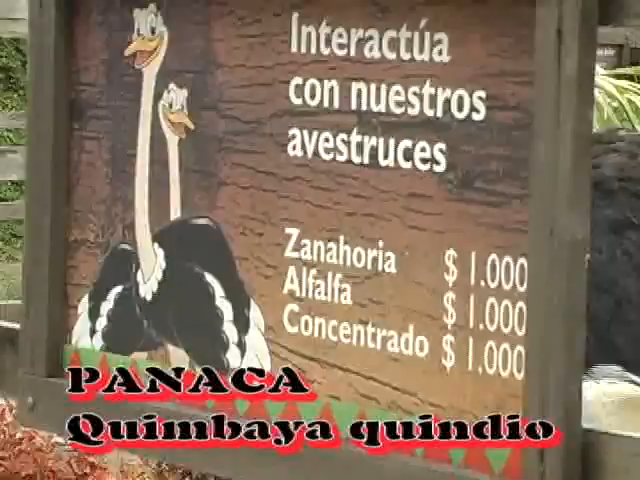 Interactúa
con nuestros
avestruces
Zanahoria $ 1.000
Alfalfa $ 1.000
Concentrado $ 1.000
PANACA
Quimbaya quindio